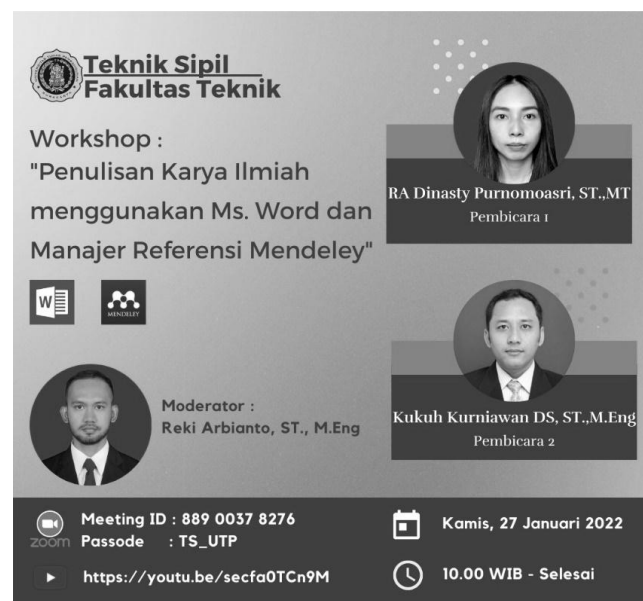 Teknik Sipil
Fakultas Teknik
Workshop :
"Penulisan Karya Ilmiah
menggunakan Ms. Word dan
Manajer Referensi Mendeley"
W
MENDELEY
RA Dinasty Purnomoasri, ST.,MT
Pembicara 1
Moderator :
Reki Arbianto, ST., M.Eng
Kukuh Kurniawan DS, ST.,M.Eng
Pembicara 2
zoom
Meeting ID : 889 0037 8276
Passode : TS_UTP
https://youtu.be/secfa0TCn9M
Kamis, 27 Januari 2022
10.00 WIB - Selesai